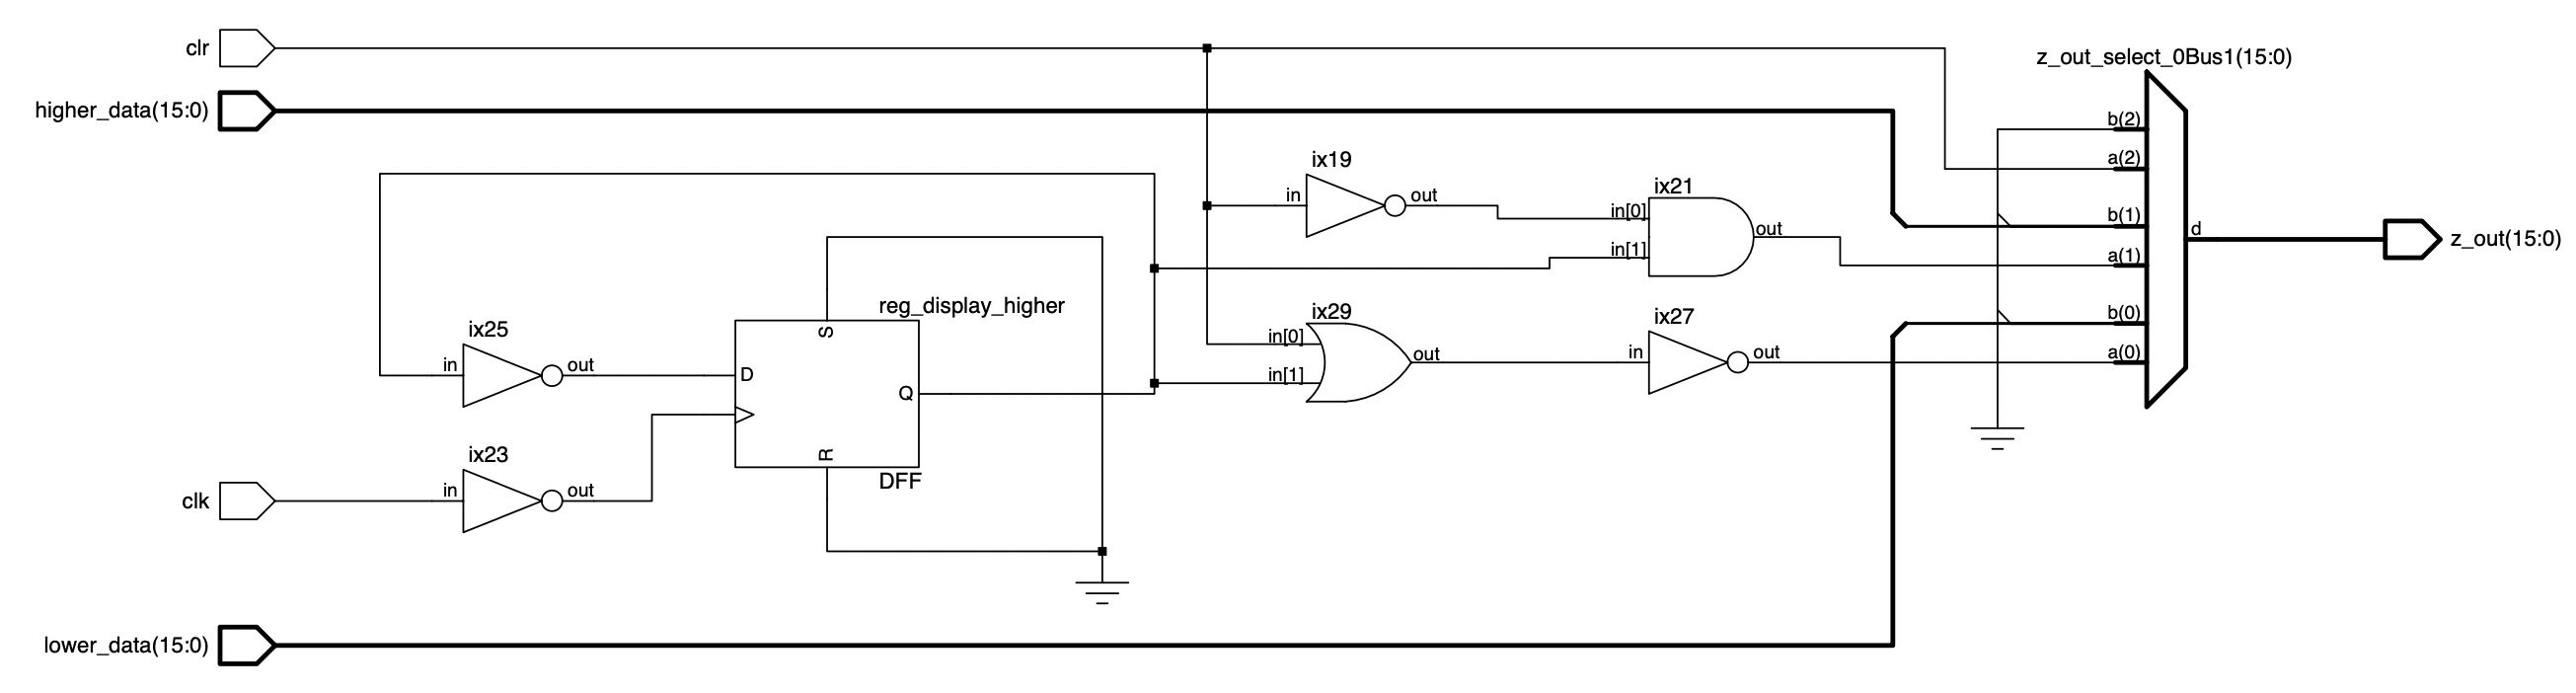 clr
higher_data(15:0)
z_out_select_0Bus1(15:0)
b(2)
a(2)
b(1)
a(1)
b(0)
a(0)
d
z_out(15:0)
ix19
in
out
ix21
in[0]
in[1]
out
reg_display_higher
S
D
Q
R
DFF
ix25
in
out
ix29
in[0]
in[1]
out
ix27
in
out
ix23
clk
in
out
lower_data(15:0)